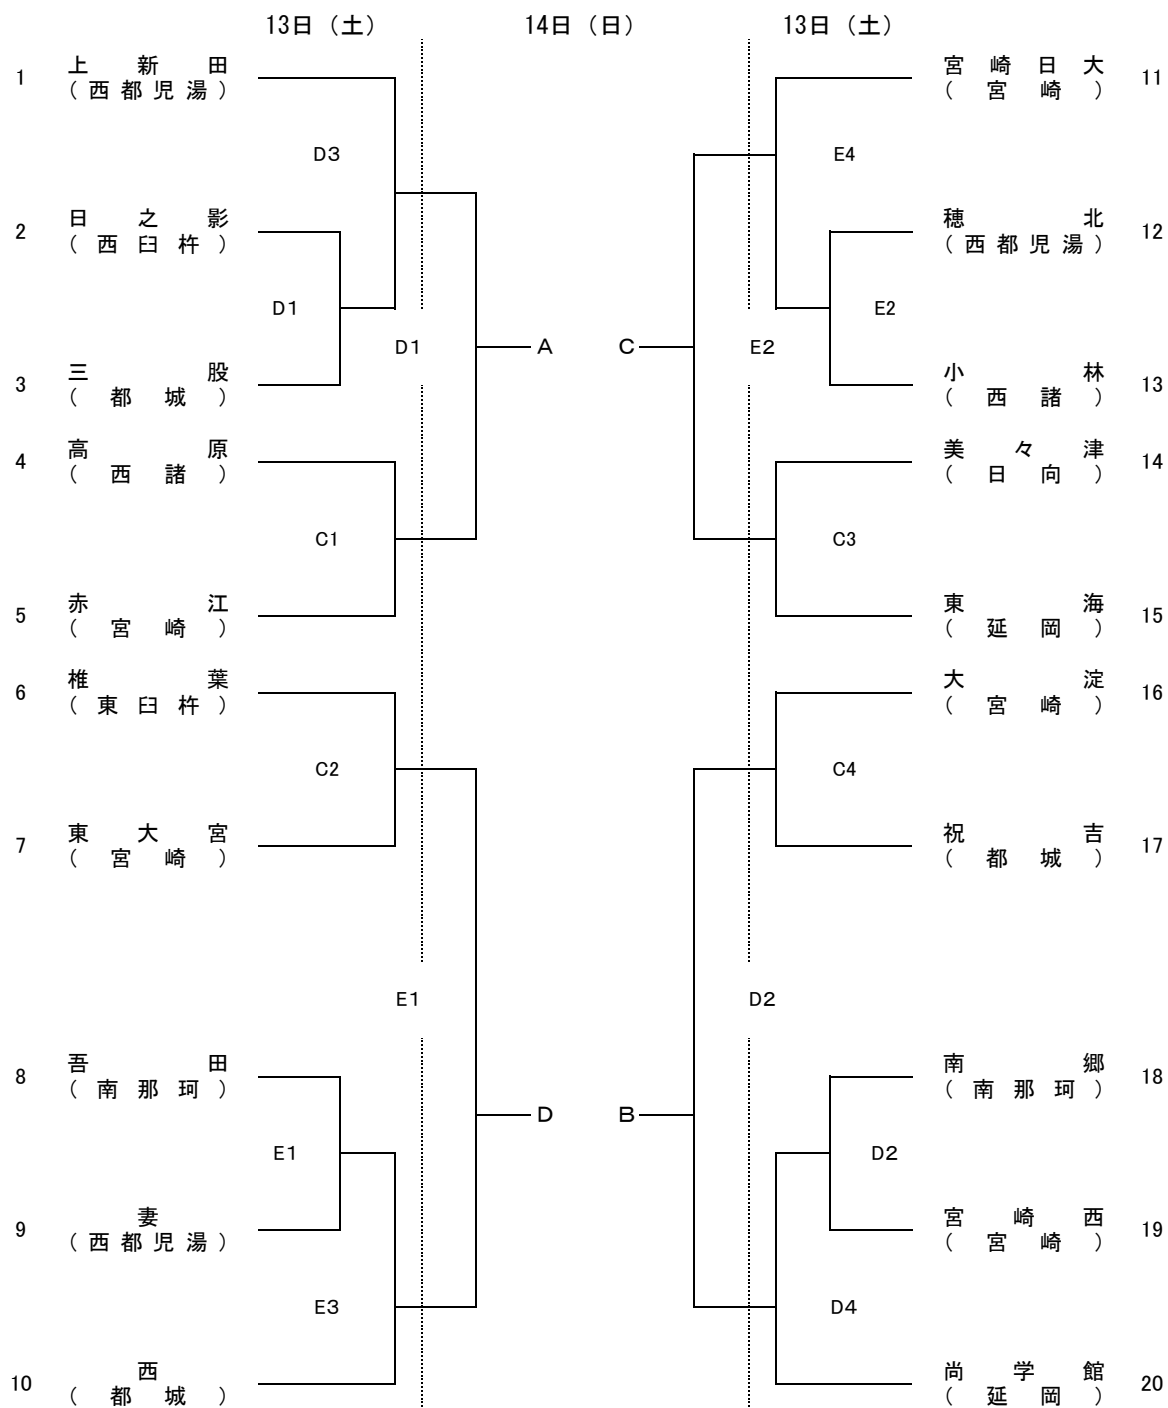 13日（土） 14日（日） 13日（土）
1 上新田 （西都児湯）
D3
2 日之影 （西臼杵）
D1
3 三股 （都城）
D1 A
4 高原 （西諸）
C1
5 赤江 （宮崎）
6 椎葉 （東臼杵）
C2
7 東大宮 （宮崎）
E1 D
8 吾田 （南那珂）
E1
9 妻 （西都児湯）
E3
10 西 （都城）
宮崎日大 （宮崎） 11
E4
穂北 （西都児湯） 12
E2
C E2
小林 （西諸） 13
美々津 （日向） 14
C3
東海 （延岡） 15
大淀 （宮崎） 16
C4
祝吉 （都城） 17
B D2
南郷 （南那珂） 18
D2
宮崎西 （宮崎） 19
D4
尚学館 （延岡） 20